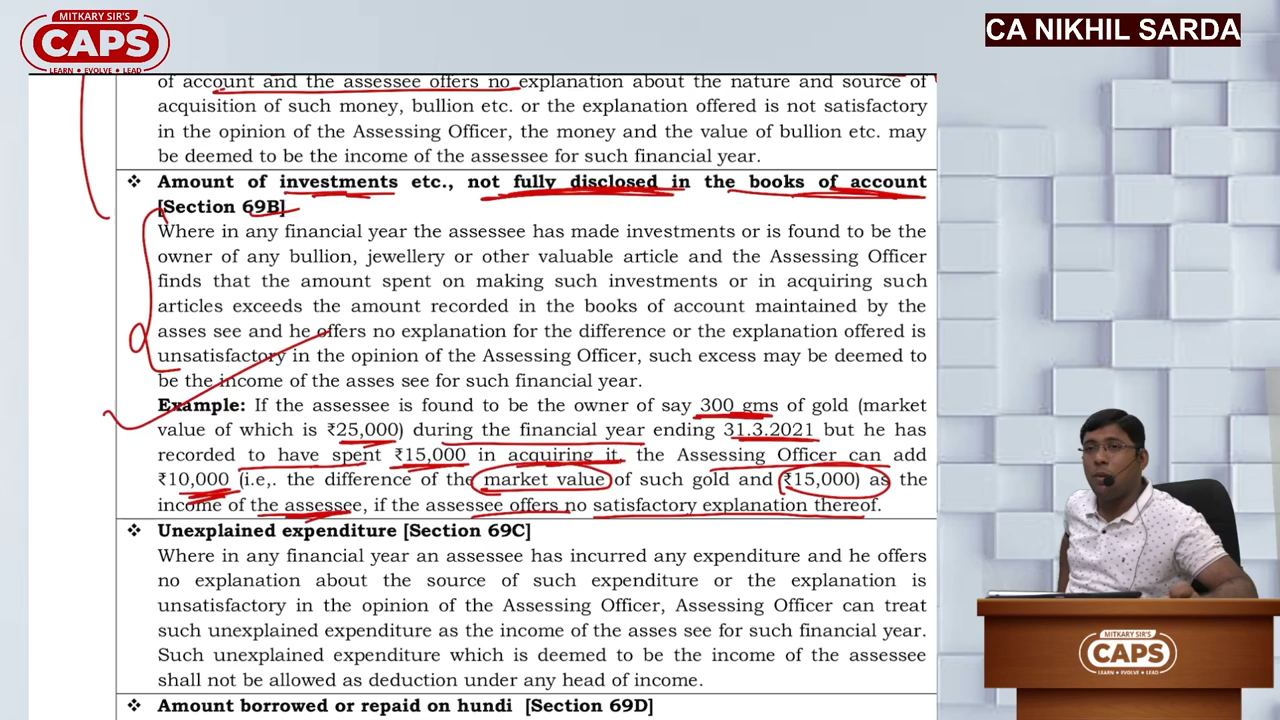 MITKARY SIR'S
CAPS
LEARN • EVOLVE • LEAD
CA NIKHIL SARDA
of account and the assessee offers no explanation about the nature and source of
acquisition of such money, bullion etc. or the explanation offered is not satisfactory
in the opinion of the Assessing Officer, the money and the value of bullion etc. may
be deemed to be the income of the assessee for such financial year.
❖ Amount of investments etc., not fully disclosed in the books of account
[Section 69B]
Where in any financial year the assessee has made investments or is found to be the
owner of any bullion, jewellery or other valuable article and the Assessing Officer
finds that the amount spent on making such investments or in acquiring such
articles exceeds the amount recorded in the books of account maintained by the
asses see and he offers no explanation for the difference or the explanation offered is
unsatisfactory in the opinion of the Assessing Officer, such excess may be deemed to
be the income of the asses see for such financial year.
Example: If the assessee is found to be the owner of say 300 gms of gold (market
value of which is ₹25,000) during the financial year ending 31.3.2021 but he has
recorded to have spent ₹15,000 in acquiring it, the Assessing Officer can add
₹10,000 (i.e,. the difference of the market value of such gold and ₹15,000) as the
income of the assessee, if the assessee offers no satisfactory explanation thereof.
❖ Unexplained expenditure [Section 69C]
Where in any financial year an assessee has incurred any expenditure and he offers
no explanation about the source of such expenditure or the explanation is
unsatisfactory in the opinion of the Assessing Officer, Assessing Officer can treat
such unexplained expenditure as the income of the asses see for such financial year.
Such unexplained expenditure which is deemed to be the income of the assessee
shall not be allowed as deduction under any head of income.
❖ Amount borrowed or repaid on hundi [Section 69D]
MITKARY SIR'S
CAPS
LEARN • EVOLVE • LEAD